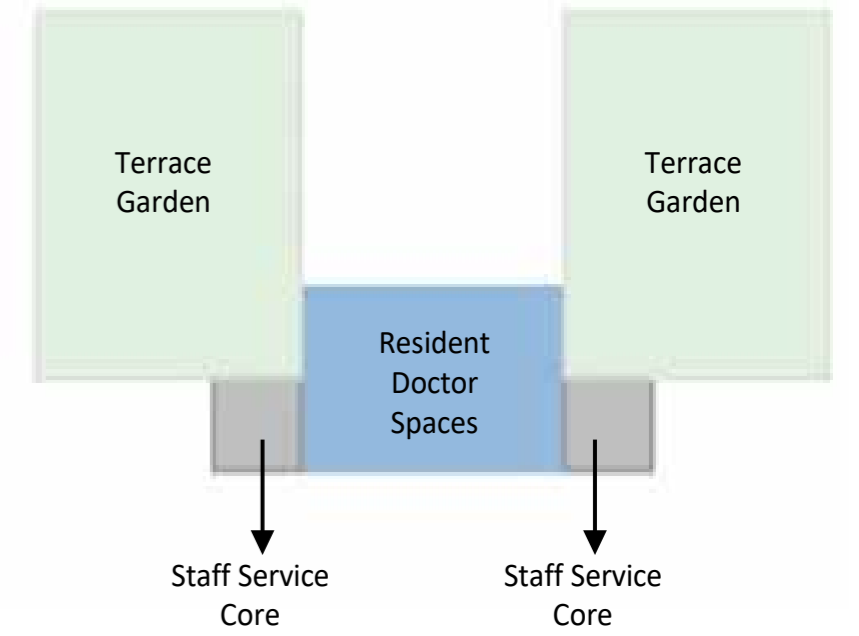 Terrace
Garden
Terrace
Garden
Resident
Doctor
Spaces
Staff Service
Core
Staff Service
Core